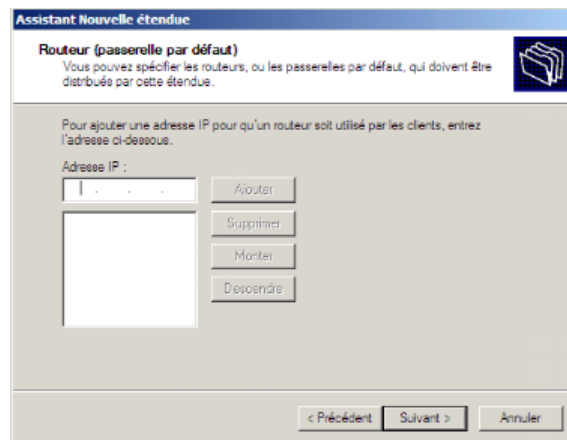 Assistant Nouvelle étendue
Routeur (passerelle par défaut)
Vous pouvez spécifier les routeurs, ou les passerelles par défaut, qui doivent être
distribués par cette étendue.
Pour ajouter une adresse IP pour qu'un routeur soit utilisé par les clients, entrez
l'adresse ci-dessous.
Adresse IP :
Ajouter
Supprimer
Monter
Descendre
< Précédent Suivant > Annuler